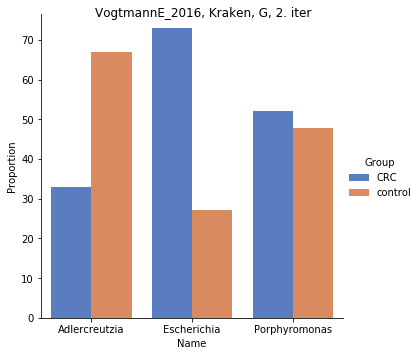 VogtmannE_2016, Kraken, G, 2. iter
Proportion
70
60
50
40
30
20
10
0
Adlercreutzia Escherichia Porphyromonas
Name
Group
CRC
control